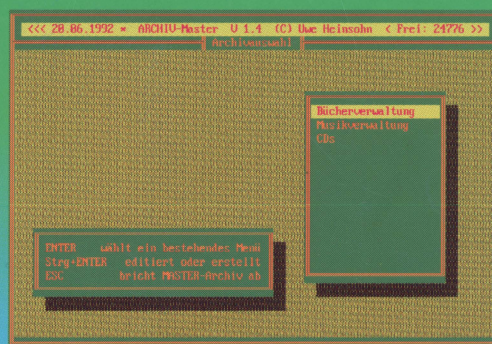 <<< 20.06.1992 * ARCHIV-Master V 1.4 (C) Uwe Heinsohn < Frei: 24776 >>
Archivauswahl
Bücherverwaltung
Musikverwaltung
CDs
ENTER wählt ein bestehendes Menü
Strg+ENTER editiert oder erstellt
ESC bricht MASTER-Archiv ab